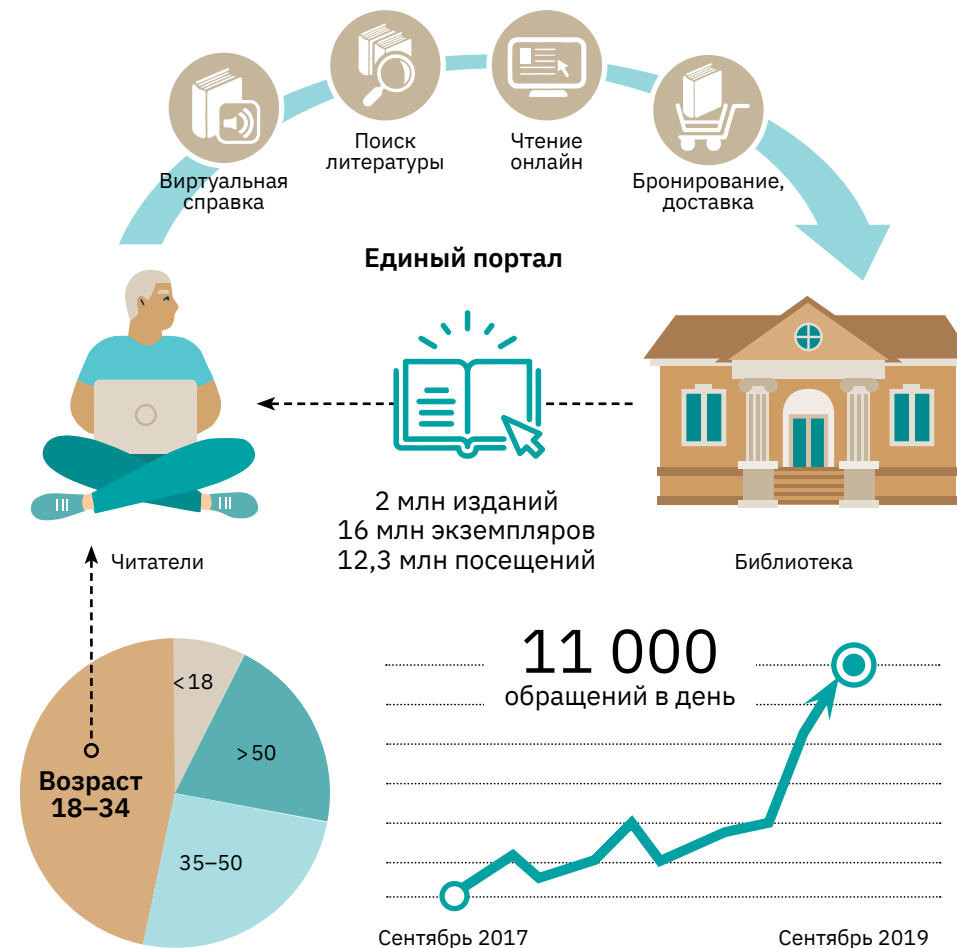 Виртуальная
справка
Поиск
литературы
Чтение
онлайн
Бронирование,
доставка
Единый портал
2 млн изданий
16 млн экземпляров
12,3 млн посещений
Читатели
Библиотека
<18
>50
Возраст
18–34
35–50
11 000
обращений в день
Сентябрь 2017
Сентябрь 2019